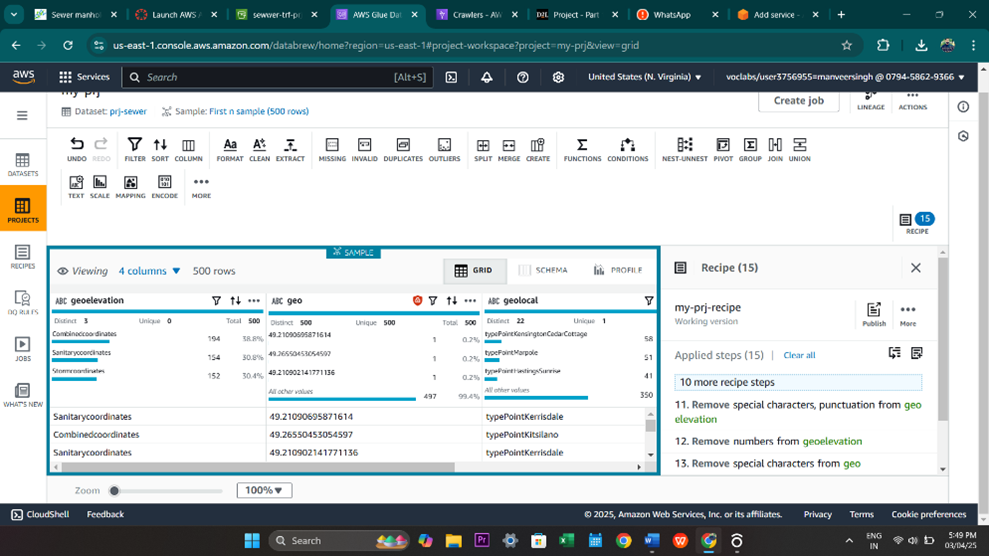 Sewer manhol
Launch AWS A
sewwer-trf-pr
AWS Glue Dat
Crawlers - AW
Project - Part
WhatsApp
Add service -
us-east-1.console.aws.amazon.com/databrew/home?region=us-east-1#project-workspace?project=my-prj&view=grid
aws
Services
Search
[Alt+S]
United States (N. Virginia)
voclabs/user3756955=manveersingh @ 0794-5862-9366
my-prj
Dataset: prj-sewer
Sample: First n sample (500 rows)
Create job
LINEAGE
ACTIONS
UNDO
REDO
FILTER
SORT
COLUMN
FORMAT
CLEAN
EXTRACT
MISSING
INVALID
DUPLICATES
OUTLIERS
SPLIT
MERGE
CREATE
FUNCTIONS
CONDITIONS
NEST-UNNEST
PIVOT
GROUP
JOIN
UNION
TEXT
SCALE
MAPPING
ENCODE
MORE
DATASETS
PROJECTS
RECIPES
DQ RULES
JOBS
WHAT'S NEW
15
RECIPE
SAMPLE
Viewing
4 columns
500 rows
GRID
SCHEMA
PROFILE
ABC geoelevation
ABC geo
ABC geolocal
Distinct 3 Unique 0 Total 500
Distinct 500 Unique 500 Total 500
Distinct 22 Unique 1
Combinedcoordinates 194 38.8%
Sanitarycoordinates 154 30.8%
Stormcoordinates 152 30.4%
49.21090695871614 1 0.2%
49.26550453054597 1 0.2%
49.210902141771136 1 0.2%
All other values 497 99.4%
typePointKensingtonCedarCottage 58
typePointMarpole 51
typePointHastingsSunrise 41
All other values 350
Sanitarycoordinates 49.21090695871614 typePointKerrisdale
Combinedcoordinates 49.26550453054597 typePointKitsilano
Sanitarycoordinates 49.210902141771136 typePointKerrisdale
Recipe (15)
my-prj-recipe
Working version
Publish
More
Applied steps (15)
Clear all
10 more recipe steps
11. Remove special characters, punctuation from geo
elevation
12. Remove numbers from geoelevation
13. Remove special characters from geo
Zoom
100%
CloudShell
Feedback
© 2025, Amazon Web Services, Inc. or its affiliates.
Privacy
Terms
Cookie preferences
Search
ENG
IN
5:49 PM
03/04/25